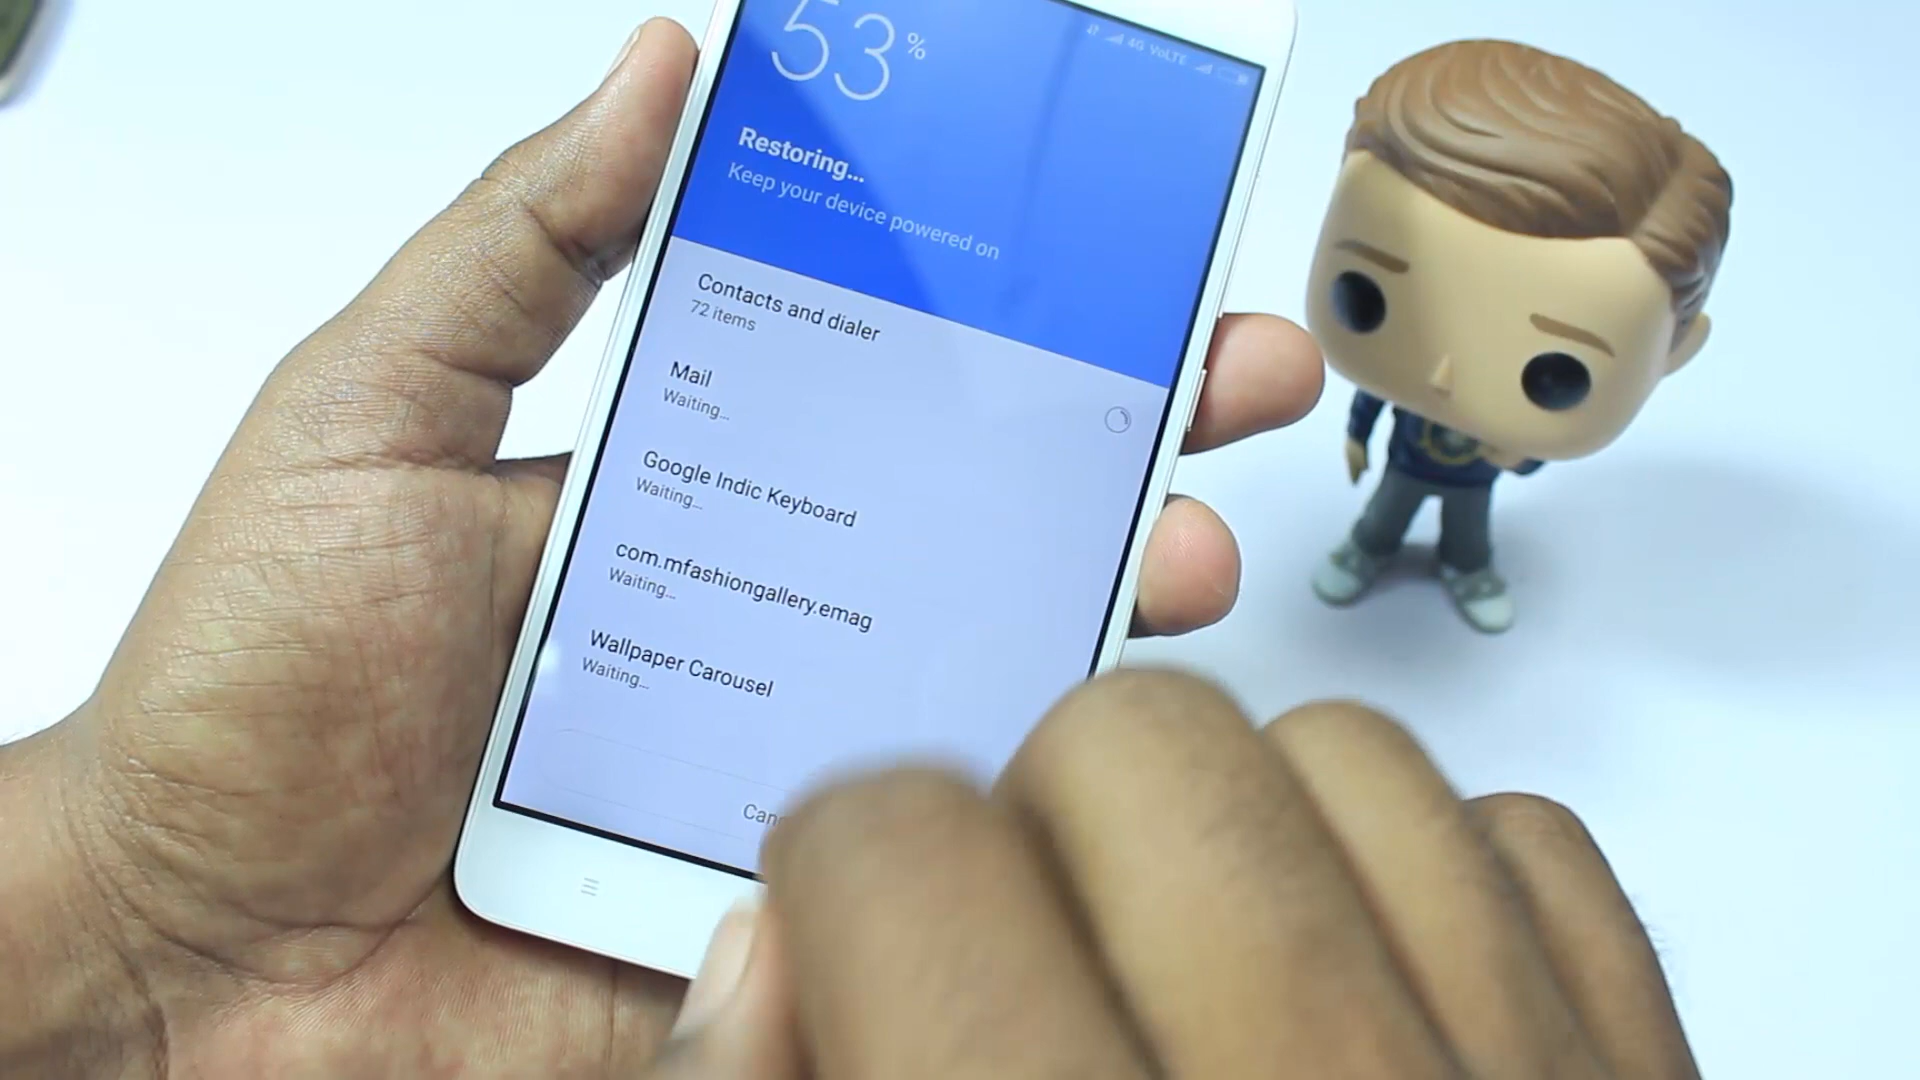 4G VoLTE
53%
Restoring...
Keep your device powered on
Contacts and dialer
72 items
Mail
Waiting...
Google Indic Keyboard
Waiting...
com.mfashiongallery.emag
Waiting...
Wallpaper Carousel
Waiting...